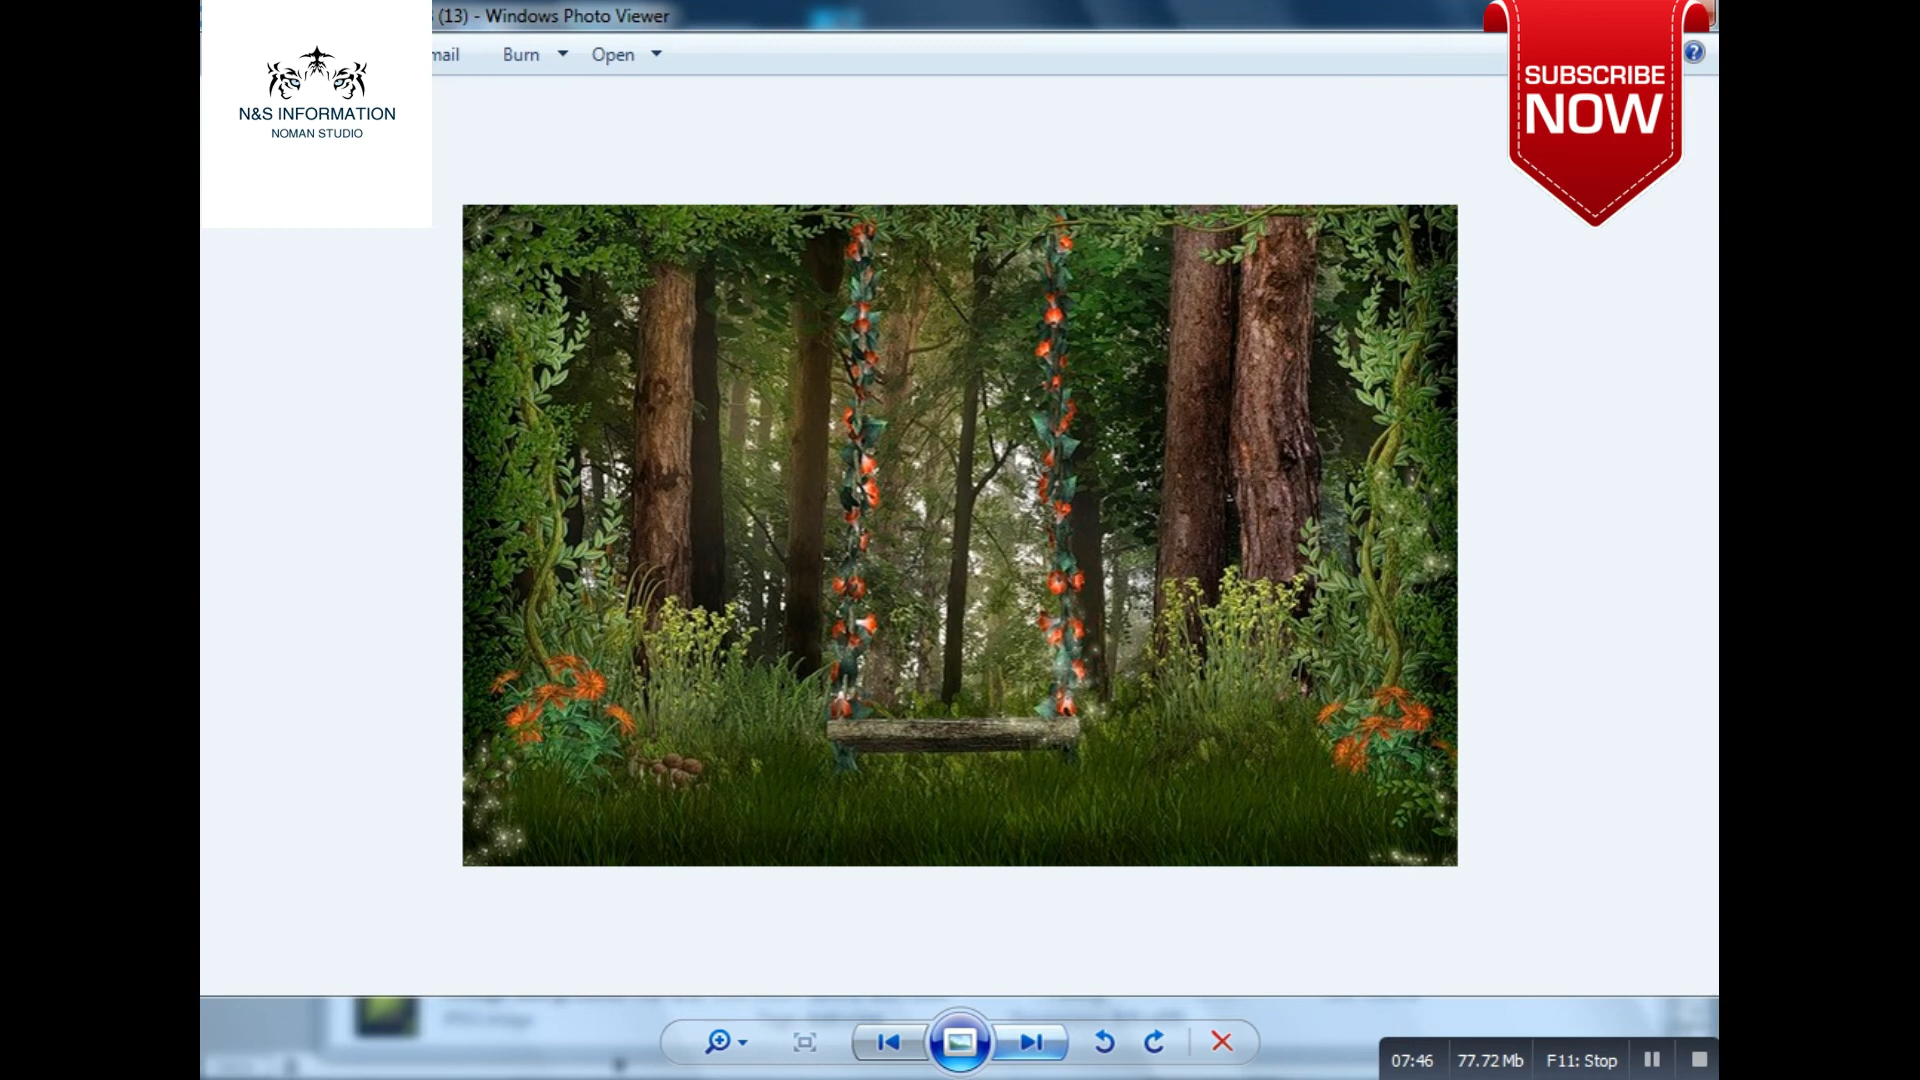 (13) - Windows Photo Viewer
mail Burn Open
N&S INFORMATION
NOMAN STUDIO
SUBSCRIBE
NOW
07:46 77.72 Mb F11: Stop